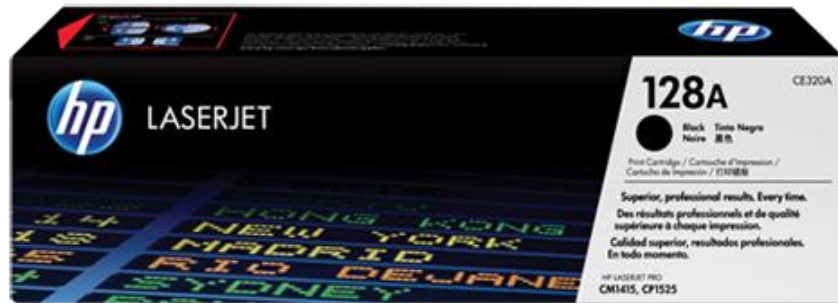 hp
hp
LASERJET
128A
CE320A
Black Tinta Negra
Noire 黑色
Print Cartridge / Cartouche d'impression /
Cartucho de impresión / 打印硒鼓
Superior, professional results. Every time.
Des résultats professionnels et de qualité
supérieure à chaque impression.
Calidad superior, resultados profesionales.
En todo momento.
HP LASERJET PRO
CM1415, CP1525
HONG KONG
NEW YORK
MADRID
RIO DEJANE
SYDNEY